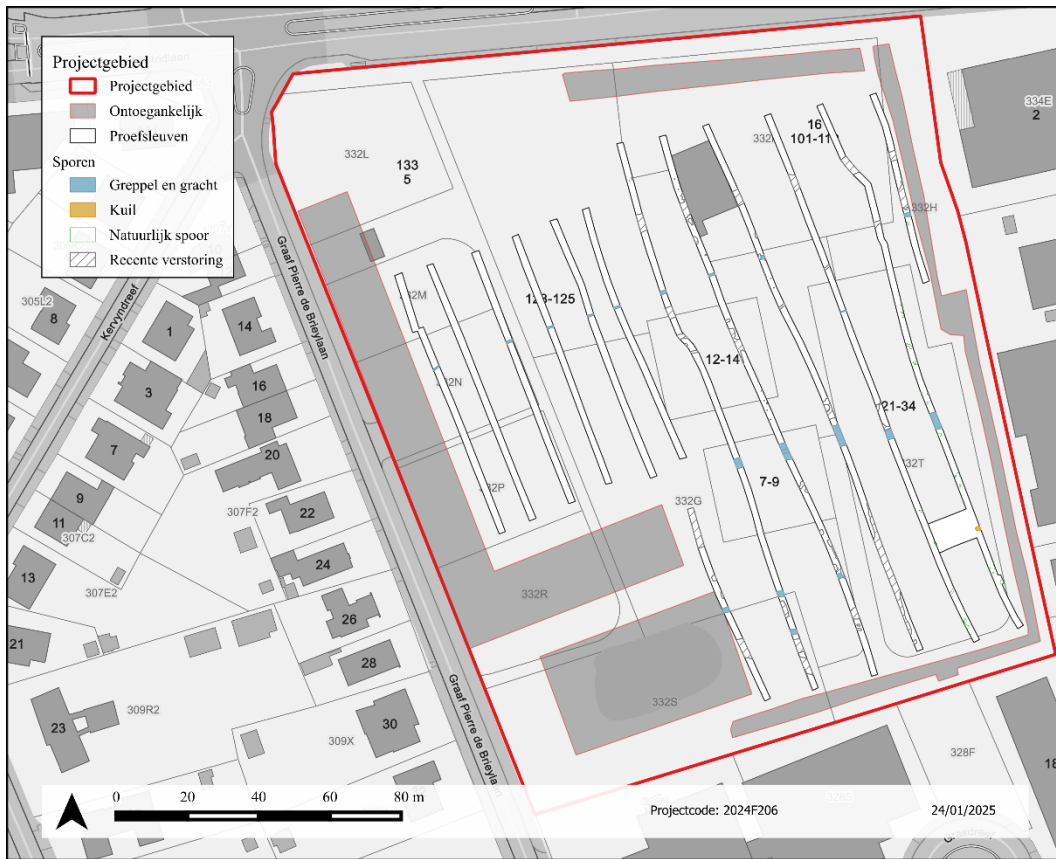 Projectgebied
Projectgebied
Ontoegankelijk
Proefsleuven
Sporen
Greppel en gracht
Kuil
Natuurlijk spoor
Recente verstoring
334E
2
332L
133
5
16
332H
305L2
8
Kervyndreef
1
14
Graaf Pierre de Brieylaan
123-125
3
332N
16
18
12-14
21-34
7
20
332T
9
11
307C2
307F2
22
332P
332G
7-9
13
307E2
24
332R
26
21
28
332S
23
309R2
309X
30
Graaf Pierre de Brieylaan
328F
18
0 20 40 60 80 m
Projectcode: 2024F206
24/01/2025
Grasdreef